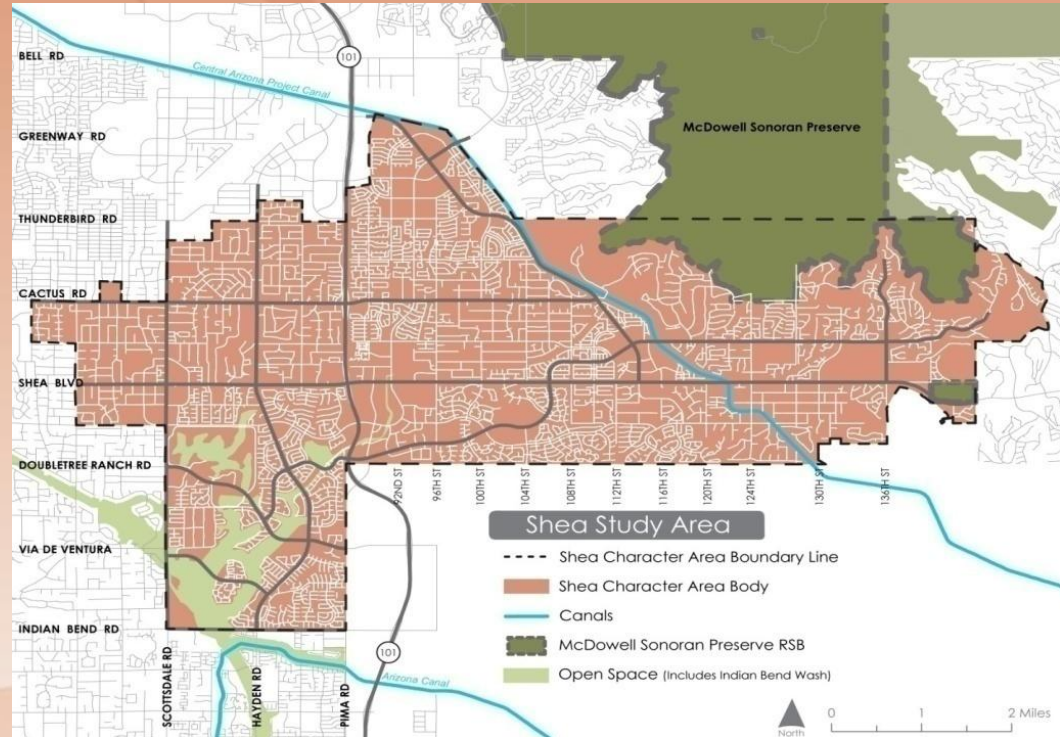 101
BELL RD
Central Arizona Project Canal
GREENWAY RD
McDowell Sonoran Preserve
THUNDERBIRD RD
CACTUS RD
SHEA BLVD
DOUBLETREE RANCH RD
92ND ST
96TH ST
100TH ST
104TH ST
108TH ST
112TH ST
116TH ST
120TH ST
124TH ST
130TH ST
136TH ST
VIA DE VENTURA
INDIAN BEND RD
SCOTTSDALE RD
HAYDEN RD
PIMA RD
101
Arizona Canal
Shea Study Area
Shea Character Area Boundary Line
Shea Character Area Body
Canals
McDowell Sonoran Preserve RSB
Open Space (Includes Indian Bend Wash)
North
0 1 2 Miles